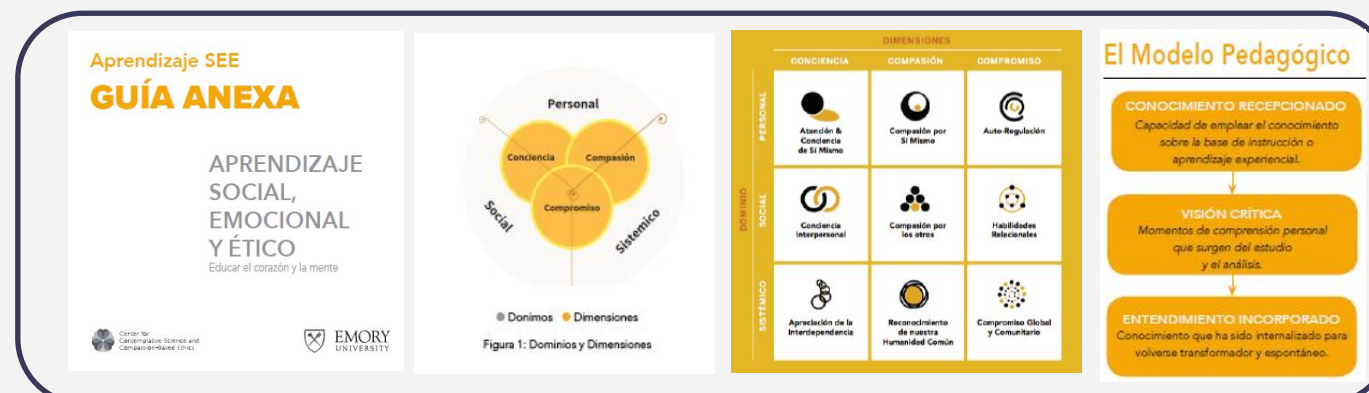 Aprendizaje SEE
GUÍA ANEXA
APRENDIZAJE
SOCIAL,
EMOCIONAL
Y ÉTICO
Educar el corazón y la mente
Center for
Contemplative Science and
Compassion-Based Ethics
EMORY
UNIVERSITY
Personal
Conciencia
Compasión
Compromiso
Social
Sistemico
Donimos
Dimensiones
Figura 1: Dominios y Dimensiones
DIMENSIONES
CONCIENCIA
COMPASIÓN
COMPROMISO
DOMINIO
PERSONAL
Atención &
Conciencia
de Sí Mismo
Compasión por
Sí Mismo
Auto-Regulación
SOCIAL
Conciencia
Interpersonal
Compasión por
los otros
Habilidades
Relacionales
SISTÉMICO
Apreciación de la
Interdependencia
Reconocimiento
de nuestra
Humanidad Común
Compromiso Global
y Comunitario
El Modelo Pedagógico
CONOCIMIENTO RECEPCIONADO
Capacidad de emplear el conocimiento
sobre la base de instrucción o
aprendizaje experiencial.
VISIÓN CRÍTICA
Momentos de comprensión personal
que surgen del estudio
y el análisis.
ENTENDIMIENTO INCORPORADO
Conocimiento que ha sido internalizado para
volverse transformador y espontáneo.